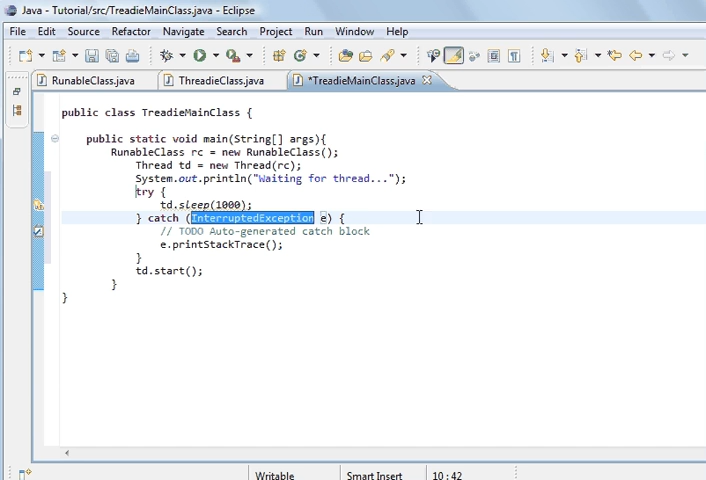 Java - Tutorial/src/TreadieMainClass.java - Eclipse
File Edit Source Refactor Navigate Search Project Run Window Help
RunableClass.java ThreadieClass.java *TreadieMainClass.java
public class TreadieMainClass {
public static void main(String[] args){
RunableClass rc = new RunableClass();
Thread td = new Thread(rc);
System.out.println("Waiting for thread...");
try {
td.sleep(1000);
} catch (InterruptedException e) {
// TODO Auto-generated catch block
e.printStackTrace();
}
td.start();
}
}
Writable Smart Insert 10 : 42